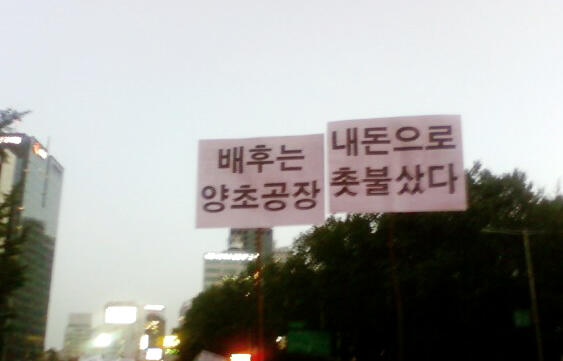 배후는
양초공장
내돈으로
촛불샀다